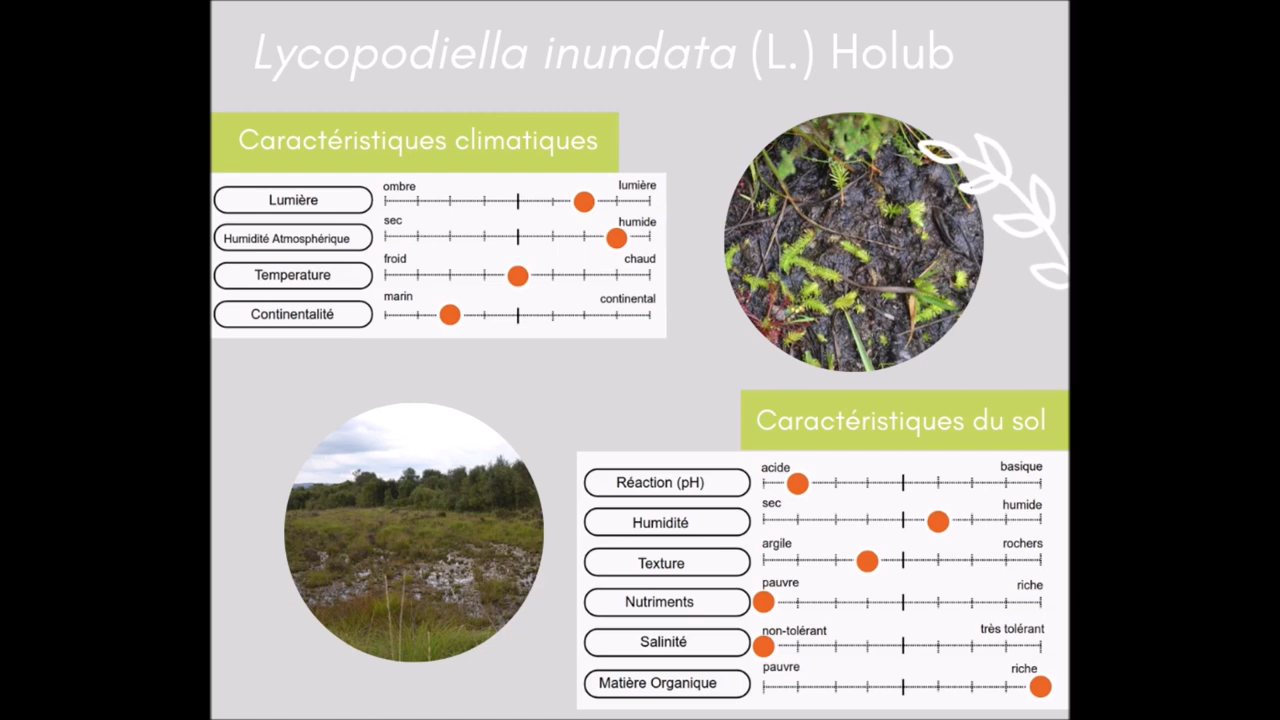 Lycopodiella inundata (L.) Holub
Caractéristiques climatiques
Lumière ombre lumière
Humidité Atmosphérique sec humide
Temperature froid chaud
Continentalité marin continental
Caractéristiques du sol
Réaction (pH) acide basique
Humidité sec humide
Texture argile rochers
Nutriments pauvre riche
Salinité non-tolérant très tolérant
Matière Organique pauvre riche